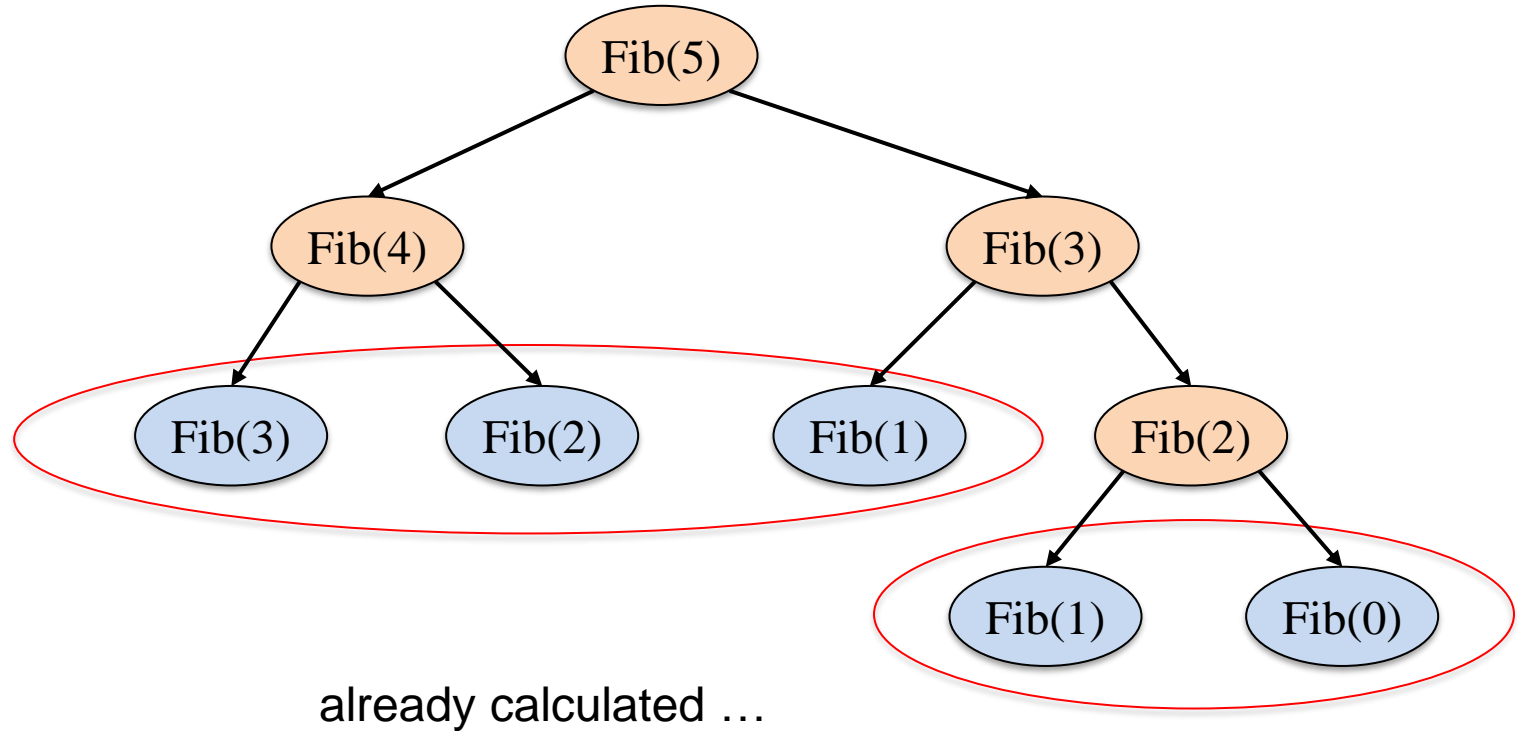 Fib(5)
Fib(4)
Fib(3)
Fib(3)
Fib(2)
Fib(1)
Fib(2)
Fib(1)
Fib(0)
already calculated …